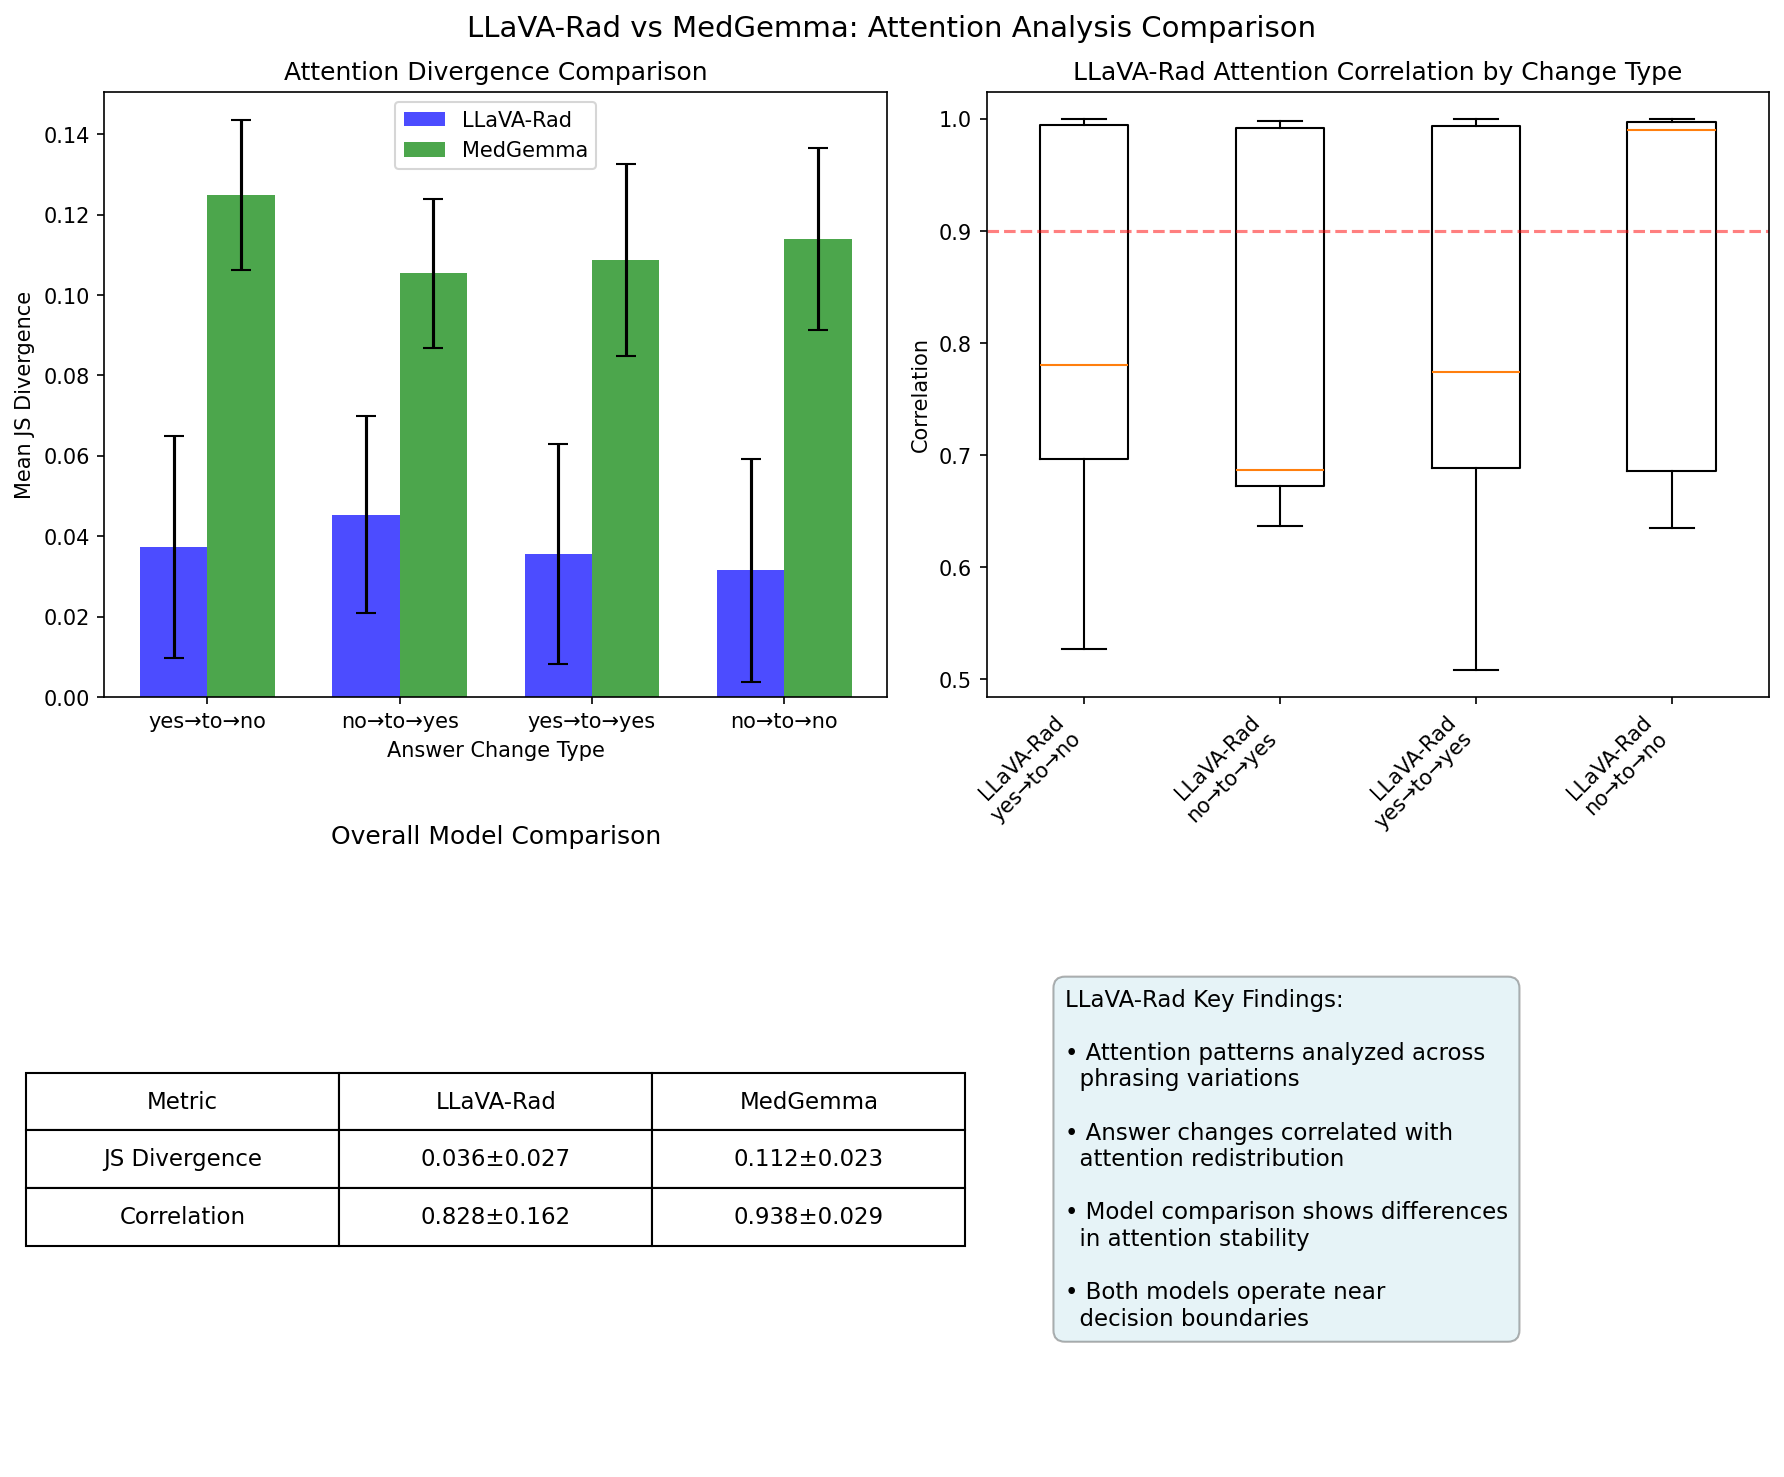 LLaVA-Rad vs MedGemma: Attention Analysis Comparison
Attention Divergence Comparison
LLaVA-Rad
MedGemma
Mean JS Divergence
0.14
0.12
0.10
0.08
0.06
0.04
0.02
0.00
yes→to→no
no→to→yes
yes→to→yes
no→to→no
Answer Change Type
LLaVA-Rad Attention Correlation by Change Type
Correlation
1.0
0.9
0.8
0.7
0.6
0.5
LLaVA-Rad
yes→to→no
LLaVA-Rad
no→to→yes
LLaVA-Rad
yes→to→yes
LLaVA-Rad
no→to→no
Overall Model Comparison
Metric LLaVA-Rad MedGemma
JS Divergence 0.036±0.027 0.112±0.023
Correlation 0.828±0.162 0.938±0.029
LLaVA-Rad Key Findings:
• Attention patterns analyzed across
phrasing variations
• Answer changes correlated with
attention redistribution
• Model comparison shows differences
in attention stability
• Both models operate near
decision boundaries